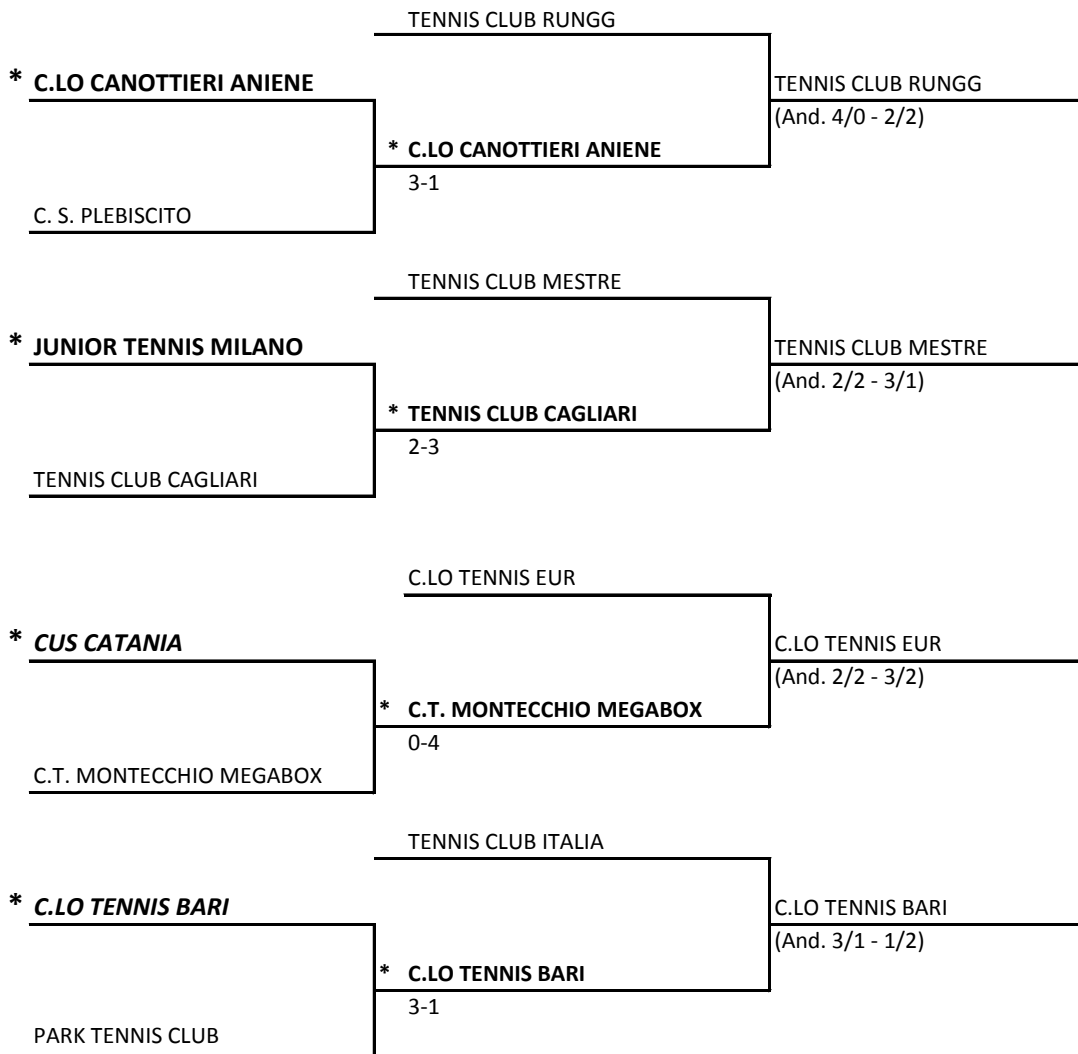 TENNIS CLUB RUNGG
* C.LO CANOTTIERI ANIENE
TENNIS CLUB RUNGG
(And. 4/0 - 2/2)
* C.LO CANOTTIERI ANIENE
3-1
C. S. PLEBISCITO
TENNIS CLUB MESTRE
* JUNIOR TENNIS MILANO
TENNIS CLUB MESTRE
(And. 2/2 - 3/1)
* TENNIS CLUB CAGLIARI
2-3
TENNIS CLUB CAGLIARI
C.LO TENNIS EUR
* CUS CATANIA
C.LO TENNIS EUR
(And. 2/2 - 3/2)
* C.T. MONTECCHIO MEGABOX
0-4
C.T. MONTECCHIO MEGABOX
TENNIS CLUB ITALIA
* C.LO TENNIS BARI
C.LO TENNIS BARI
(And. 3/1 - 1/2)
* C.LO TENNIS BARI
3-1
PARK TENNIS CLUB